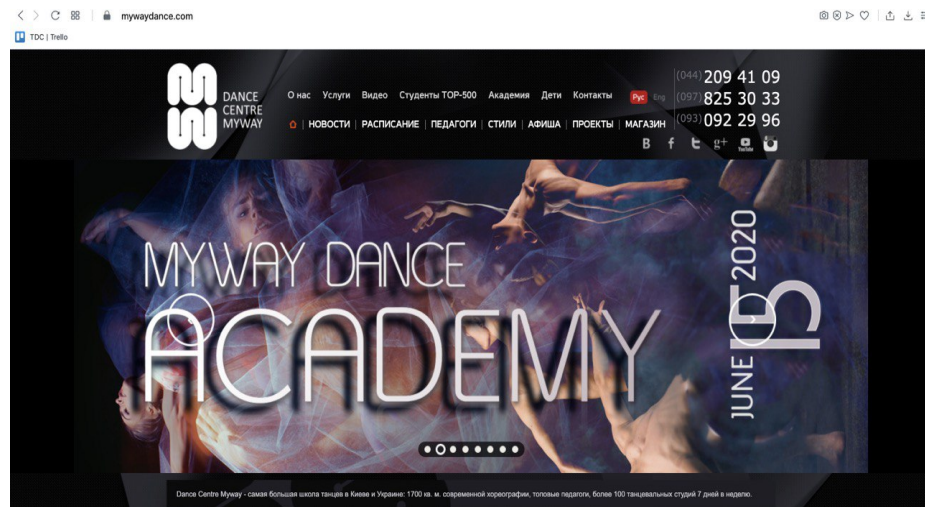 mywaydance.com
TDC | Trello
DANCE
CENTRE
MYWAY
О нас Услуги Видео Студенты TOP-500 Академия Дети Контакты Рус Eng
НОВОСТИ | РАСПИСАНИЕ | ПЕДАГОГИ | СТИЛИ | АФИША | ПРОЕКТЫ | МАГАЗИН
(044) 209 41 09
(097) 825 30 33
(093) 092 29 96
MYWAY DANCE
ACADEMY
JUNE 15 2020
Dance Centre Myway - самая большая школа танцев в Киеве и Украине: 1700 кв. м. современной хореографии, топовые педагоги, более 100 танцевальных студий 7 дней в неделю.